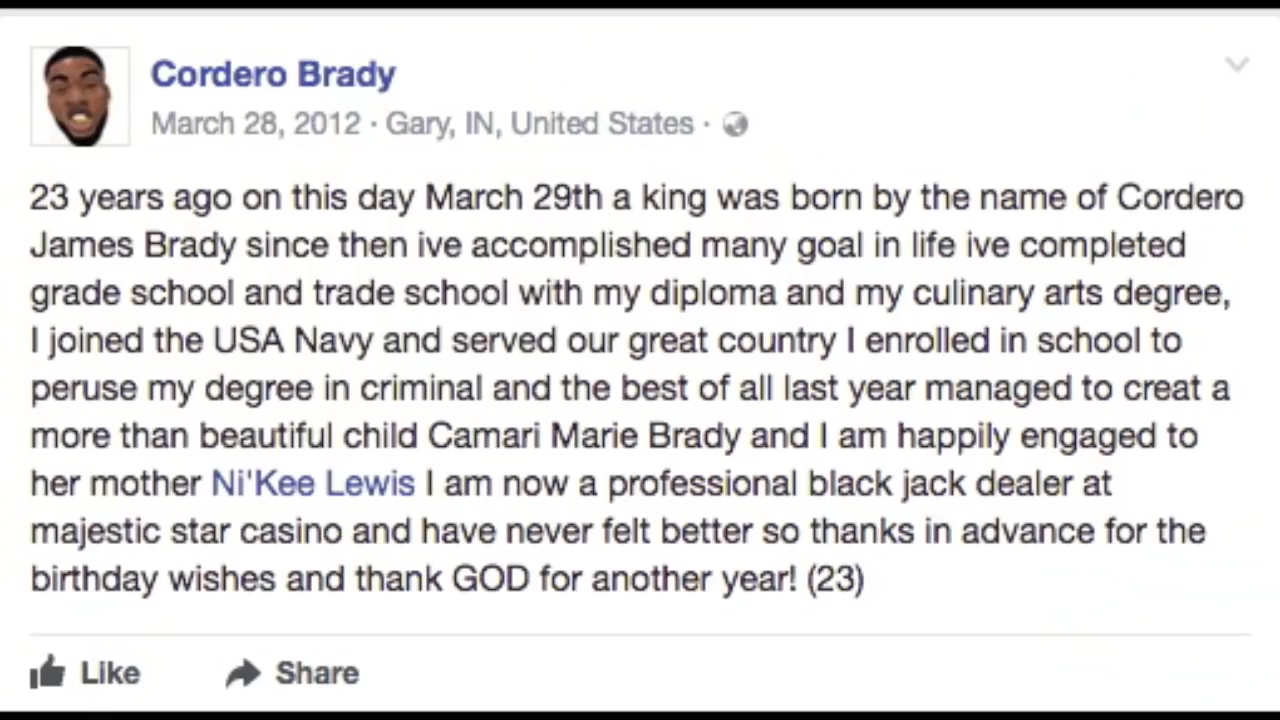 Cordero Brady
March 28, 2012 · Gary, IN, United States ·
23 years ago on this day March 29th a king was born by the name of Cordero
James Brady since then ive accomplished many goal in life ive completed
grade school and trade school with my diploma and my culinary arts degree,
I joined the USA Navy and served our great country I enrolled in school to
peruse my degree in criminal and the best of all last year managed to creat a
more than beautiful child Camari Marie Brady and I am happily engaged to
her mother Ni'Kee Lewis I am now a professional black jack dealer at
majestic star casino and have never felt better so thanks in advance for the
birthday wishes and thank GOD for another year! (23)
Like Share